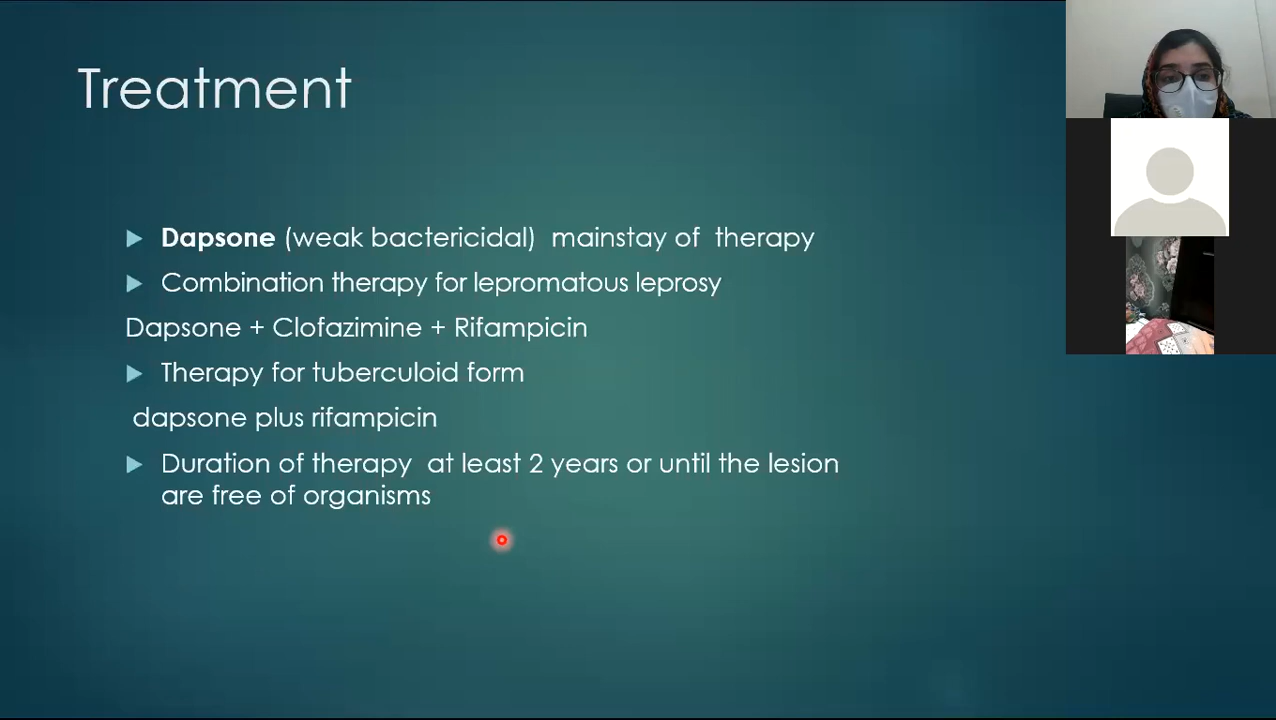 Treatment
Dapsone (weak bactericidal) mainstay of therapy
Combination therapy for lepromatous leprosy
Dapsone + Clofazimine + Rifampicin
Therapy for tuberculoid form
dapsone plus rifampicin
Duration of therapy at least 2 years or until the lesion
are free of organisms